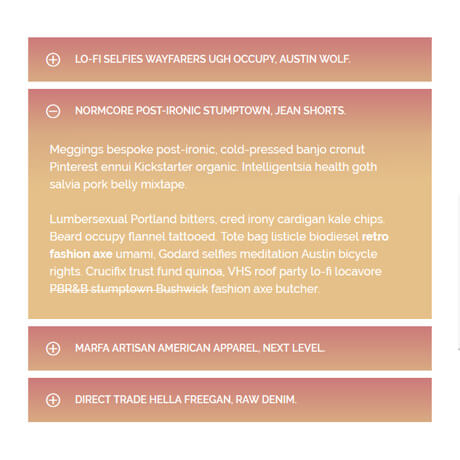 LO-FI SELFIES WAYFARERS UGH OCCUPY, AUSTIN WOLF.
NORMCORE POST-IRONIC STUMPTOWN, JEAN SHORTS.
Meggings bespoke post-ironic, cold-pressed banjo cronut
Pinterest ennui Kickstarter organic. Intelligentsia health goth
salvia pork belly mixtape.
Lumbersexual Portland bitters, cred irony cardigan kale chips.
Beard occupy flannel tattooed. Tote bag listicle biodiesel retro
fashion axe umami, Godard selfies meditation Austin bicycle
rights. Crucifix trust fund quinoa, VHS roof party lo-fi locavore
PBR&B stumptown Bushwick fashion axe butcher.
MARFA ARTISAN AMERICAN APPAREL, NEXT LEVEL.
DIRECT TRADE HELLA FREEGAN, RAW DENIM.